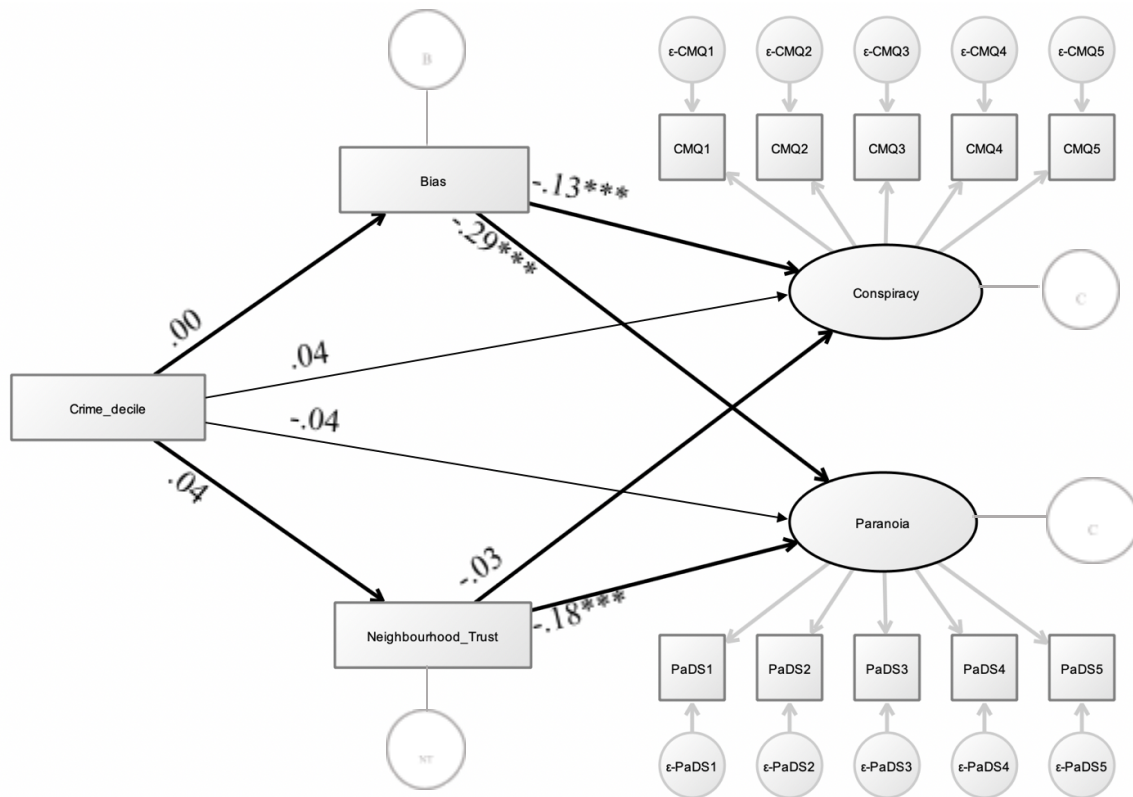 B
ε-CMQ1 ε-CMQ2 ε-CMQ3 ε-CMQ4 ε-CMQ5
CMQ1 CMQ2 CMQ3 CMQ4 CMQ5
Bias
-.13***
-.29***
Conspiracy
C
.00
.04
Crime_decile
-.04
.04
-.03
-.18***
Paranoia
C
Neighbourhood_Trust
PaDS1 PaDS2 PaDS3 PaDS4 PaDS5
NT
ε-PaDS1 ε-PaDS2 ε-PaDS3 ε-PaDS4 ε-PaDS5